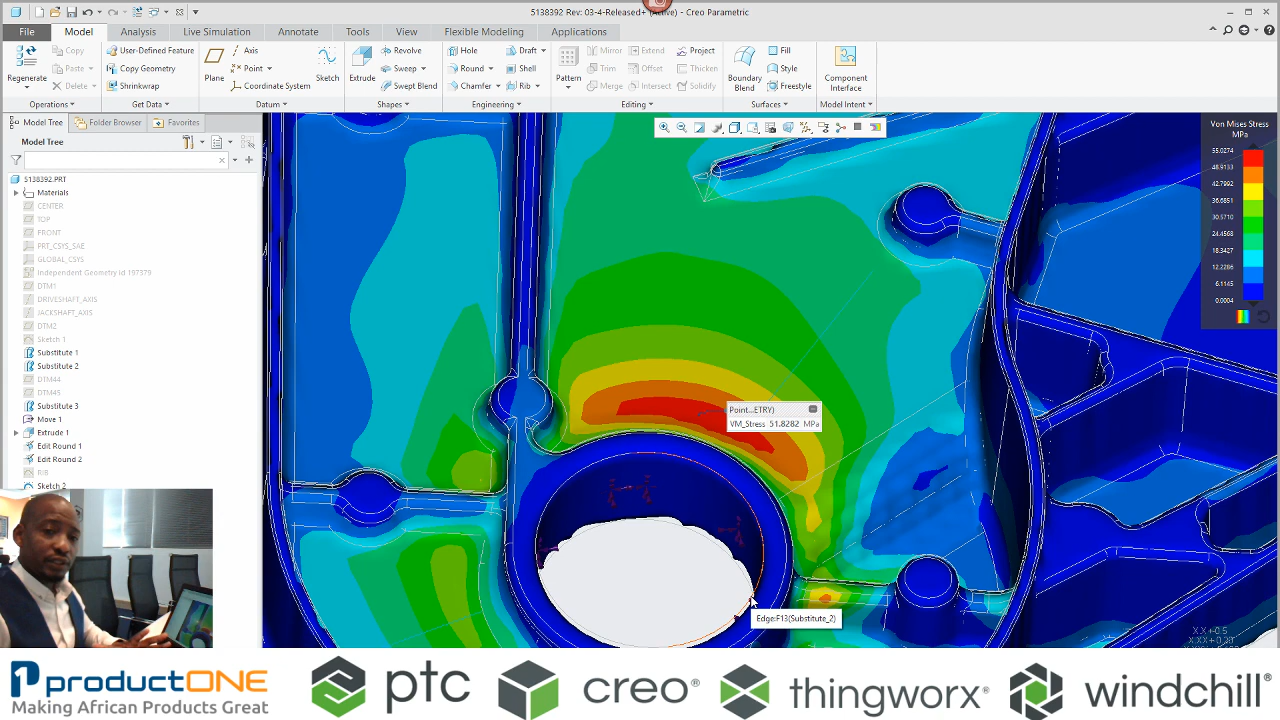 5138392 Rev: 03-4-Released+ (Active) - Creo Parametric
File Model Analysis Live Simulation Annotate Tools View Flexible Modeling Applications
Regenerate
Copy
Paste
Delete
Operations
User-Defined Feature
Copy Geometry
Shrinkwrap
Get Data
Plane
Axis
Point
Coordinate System
Sketch
Datum
Extrude
Revolve
Sweep
Swept Blend
Shapes
Hole
Round
Chamfer
Draft
Shell
Rib
Engineering
Pattern
Mirror
Trim
Merge
Extend
Offset
Intersect
Project
Thicken
Solidify
Editing
Boundary
Blend
Fill
Style
Freestyle
Surfaces
Component
Interface
Model Intent
Model Tree Folder Browser Favorites
Model Tree
5138392.PRT
Materials
CENTER
TOP
FRONT
PRT_CSYS_SAE
GLOBAL_CSYS
Independent Geometry id 197979
DTM1
DRIVESHAFT_AXIS
JACKSHAFT_AXIS
DTM2
Sketch 1
Substitute 1
Substitute 2
DTM44
DTM45
Substitute 3
Move 1
Extrude 1
Edit Round 1
Edit Round 2
RIB
Sketch 2
Von Mises Stress
MPa
55.0274
48.9133
42.7992
36.6851
30.5710
24.4568
18.3427
12.2286
6.1145
0.0004
Point...ETRY)
VM_Stress 51.8282 MPa
Edge:F13(Substitute_2)
X.X +-0.5
productONE
Making African Products Great
ptc
creo®
thingworx®
windchill®